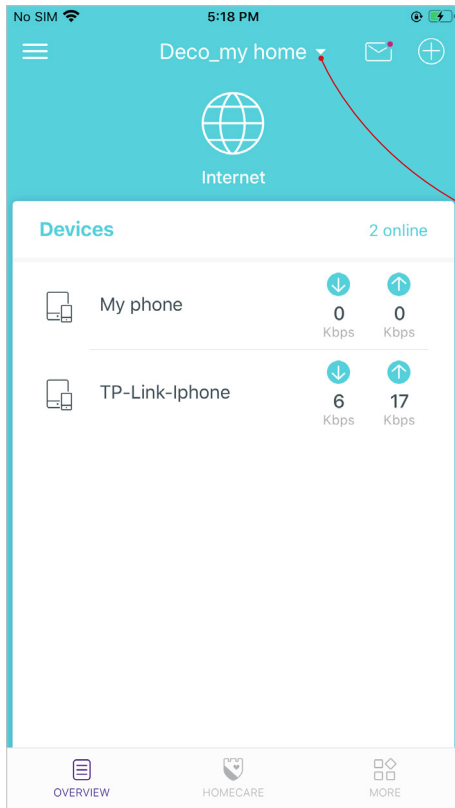 No SIM 5:18 PM
Deco_my home
Internet
Devices 2 online
My phone 0 Kbps 0 Kbps
TP-Link-Iphone 6 Kbps 17 Kbps
OVERVIEW HOMECARE MORE